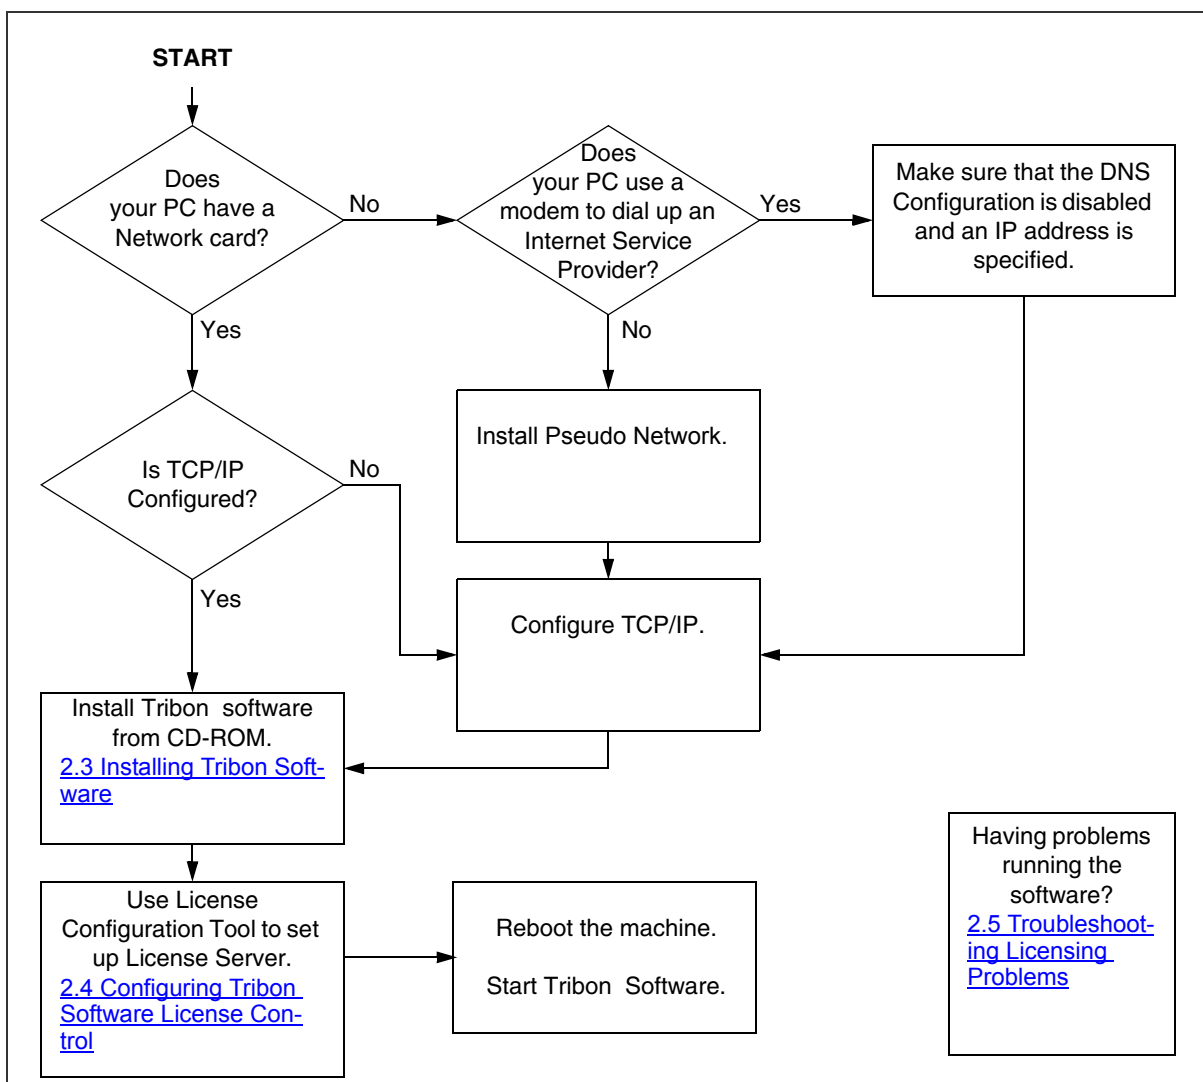 START
Does
your PC have a
Network card?
No
Does
your PC use a
modem to dial up an
Internet Service
Provider?
Yes
Make sure that the DNS
Configuration is disabled
and an IP address is
specified.
Yes
No
Is TCP/IP
Configured?
No
Install Pseudo Network.
Yes
Configure TCP/IP.
Install Tribon software
from CD-ROM.
2.3 Installing Tribon Soft-
ware
Use License
Configuration Tool to set
up License Server.
2.4 Configuring Tribon
Software License Con-
trol
Reboot the machine.
Start Tribon Software.
Having problems
running the
software?
2.5 Troubleshoot-
ing Licensing
Problems